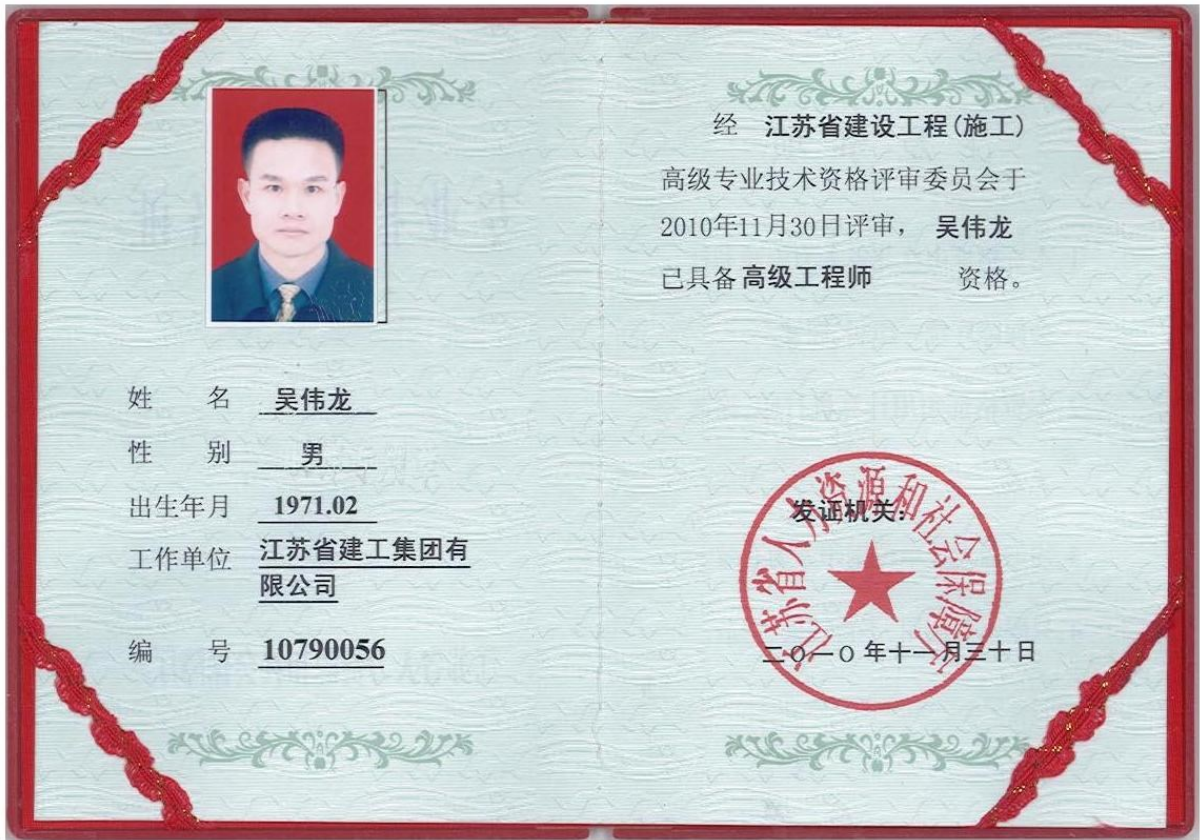 姓 名 吴伟龙
性 别 男
出生年月 1971.02
工作单位 江苏省建工集团有
限公司
编 号 10790056
经 江苏省建设工程(施工)
高级专业技术资格评审委员会于
2010年11月30日评审， 吴伟龙
已具备 高级工程师 资格。
江苏省人力资源和社会保障厅
发证机关:
二〇一〇 年十一月三十日